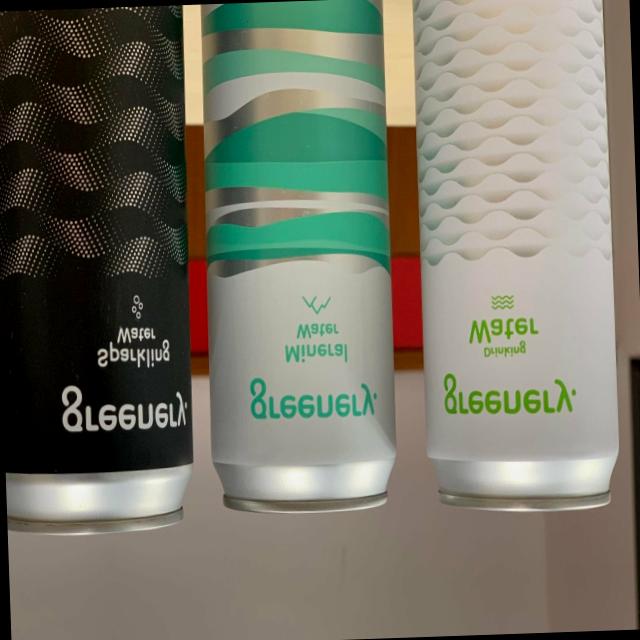 greenery.
Sparkling
Water
greenery.
Mineral
Water
greenery.
Drinking
Water